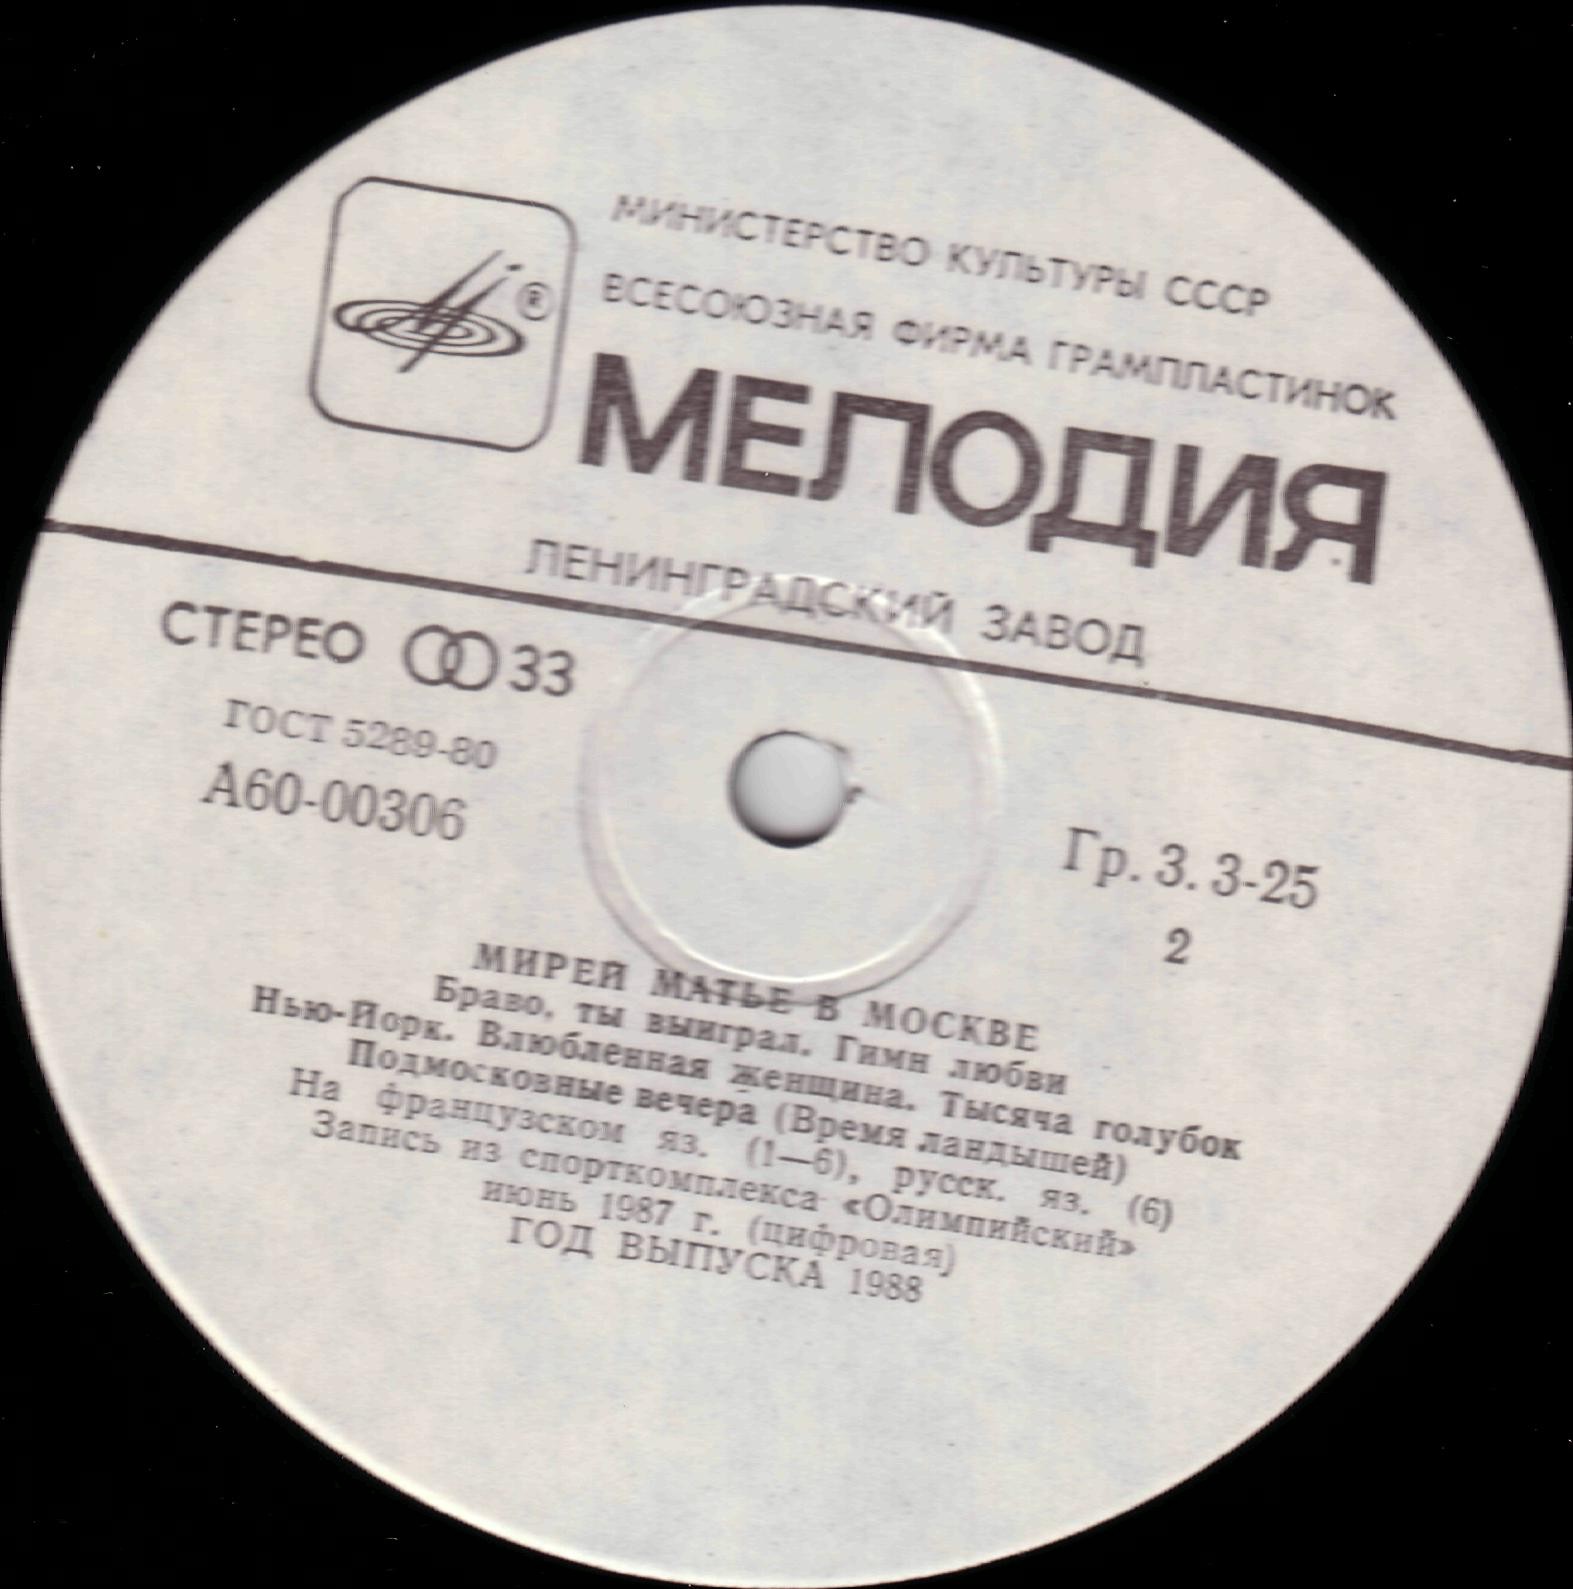 МИНИСТЕРСТВО КУЛЬТУРЫ СССР
ВСЕСОЮЗНАЯ ФИРМА ГРАМПЛАСТИНОК
®
МЕЛОДИЯ
ЛЕНИНГРАДСКИЙ ЗАВОД
СТЕРЕО 33
ГОСТ 5289-80
А60-00306
Гр. 3. 3-25
2
МИРЕЙ МАТЬЕ В МОСКВЕ
Браво, ты выиграл. Гимн любви
Нью-Йорк. Влюбленная женщина. Тысяча голубок
Подмосковные вечера (Время ландышей)
На французском яз. (1—6), русск. яз. (6)
Запись из спорткомплекса «Олимпийский»
июнь 1987 г. (цифровая)
ГОД ВЫПУСКА 1988